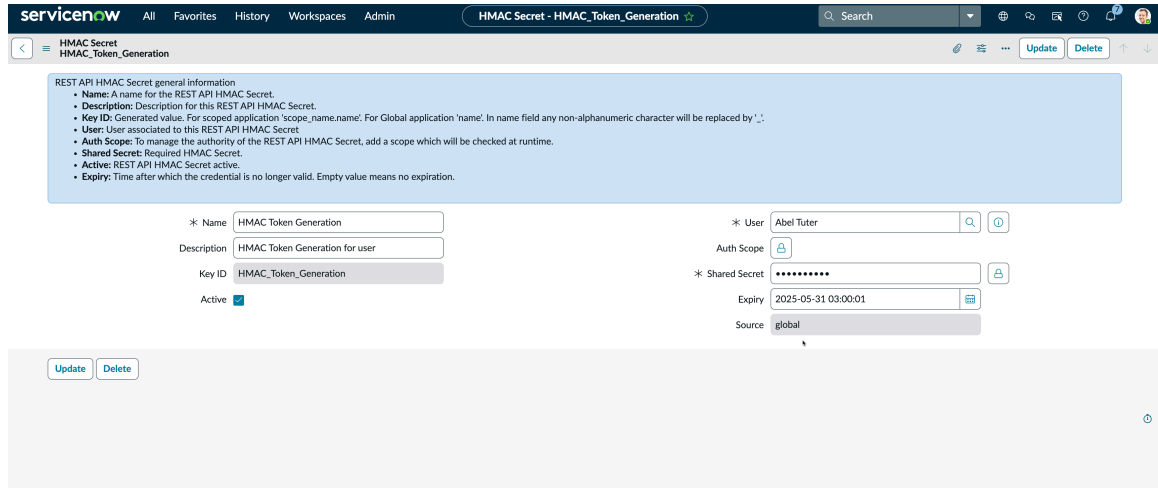 servicenow All Favorites History Workspaces Admin HMAC Secret - HMAC_Token_Generation Search 7
HMAC Secret
HMAC_Token_Generation
Update Delete
REST API HMAC Secret general information
• Name: A name for the REST API HMAC Secret.
• Description: Description for this REST API HMAC Secret.
• Key ID: Generated value. For scoped application 'scope_name.name'. For Global application 'name'. In name field any non-alphanumeric character will be replaced by '_'.
• User: User associated to this REST API HMAC Secret
• Auth Scope: To manage the authority of the REST API HMAC Secret, add a scope which will be checked at runtime.
• Shared Secret: Required HMAC Secret.
• Active: REST API HMAC Secret active.
• Expiry: Time after which the credential is no longer valid. Empty value means no expiration.
Name HMAC Token Generation
Description HMAC Token Generation for user
Key ID HMAC_Token_Generation
Active
User Abel Tuter
Auth Scope
Shared Secret ••••••••••
Expiry 2025-05-31 03:00:01
Source global
Update Delete